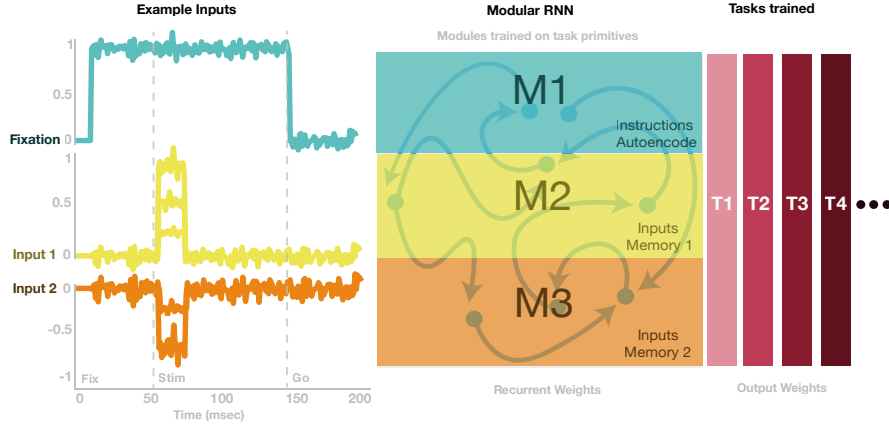 Example Inputs
Modular RNN
Tasks trained
Modules trained on task primitives
1
0.5
Fixation
0
1
0.5
Input 1
0
Input 2
0
-0.5
-1
Fix
Stim
Go
0
50
100
150
200
Time (msec)
M1
Instructions
Autoencode
M2
Inputs
Memory 1
M3
Inputs
Memory 2
Recurrent Weights
T1
T2
T3
T4
Output Weights